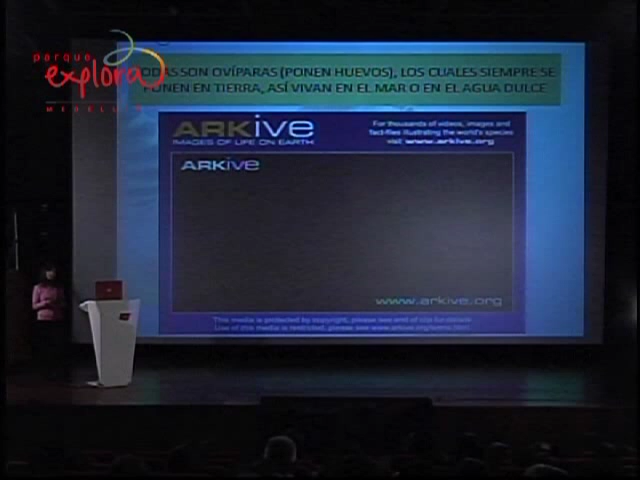 parque
explora
MEDELLÍN
TODAS SON OVÍPARAS (PONEN HUEVOS), LOS CUALES SIEMPRE SE
PONEN EN TIERRA, ASÍ VIVAN EN EL MAR O EN EL AGUA DULCE
ARKIVE
IMAGES OF LIFE ON EARTH
For thousands of videos, images and
fact-files illustrating the world's species
visit www.arkive.org
ARKIVE
www.arkive.org
This media is protected by copyright, please see end of clip for details.
Use of this media is restricted, please see www.arkive.org/terms.html